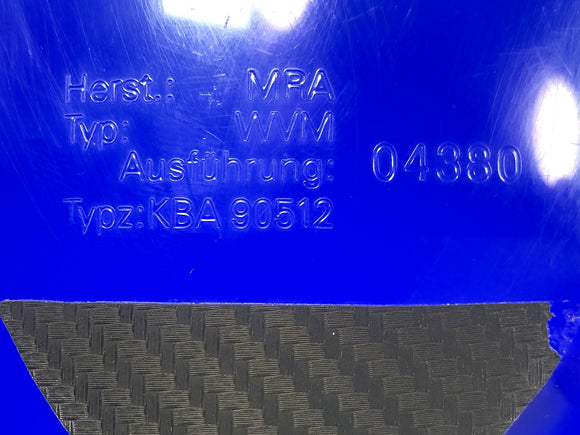 Herst.: MRA
Typ: WVM
Ausführung: 04380
Typz: KBA 90512